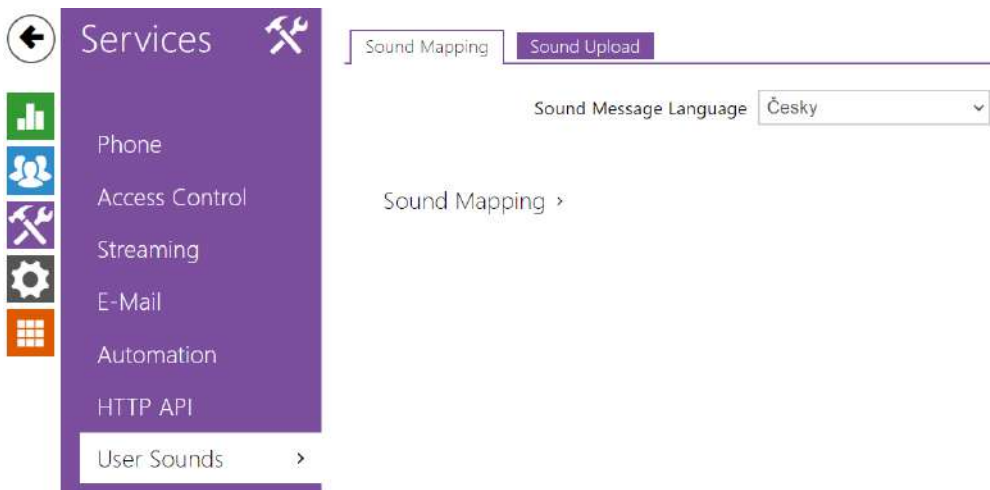 Services
Phone
Access Control
Streaming
E-Mail
Automation
HTTP API
User Sounds
Sound Mapping
Sound Upload
Sound Message Language Česky
Sound Mapping